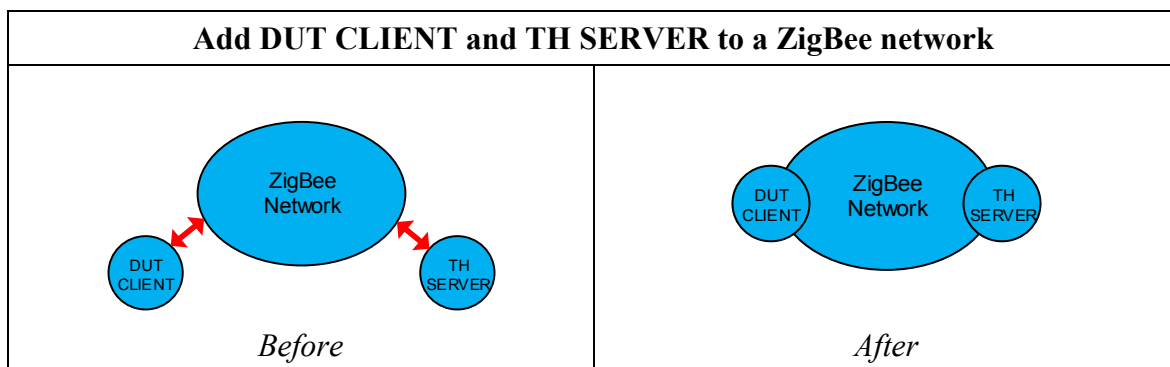 Add DUT CLIENT and TH SERVER to a ZigBee network
ZigBee
Network
DUT
CLIENT
TH
SERVER
Before
DUT
CLIENT
ZigBee
Network
TH
SERVER
After